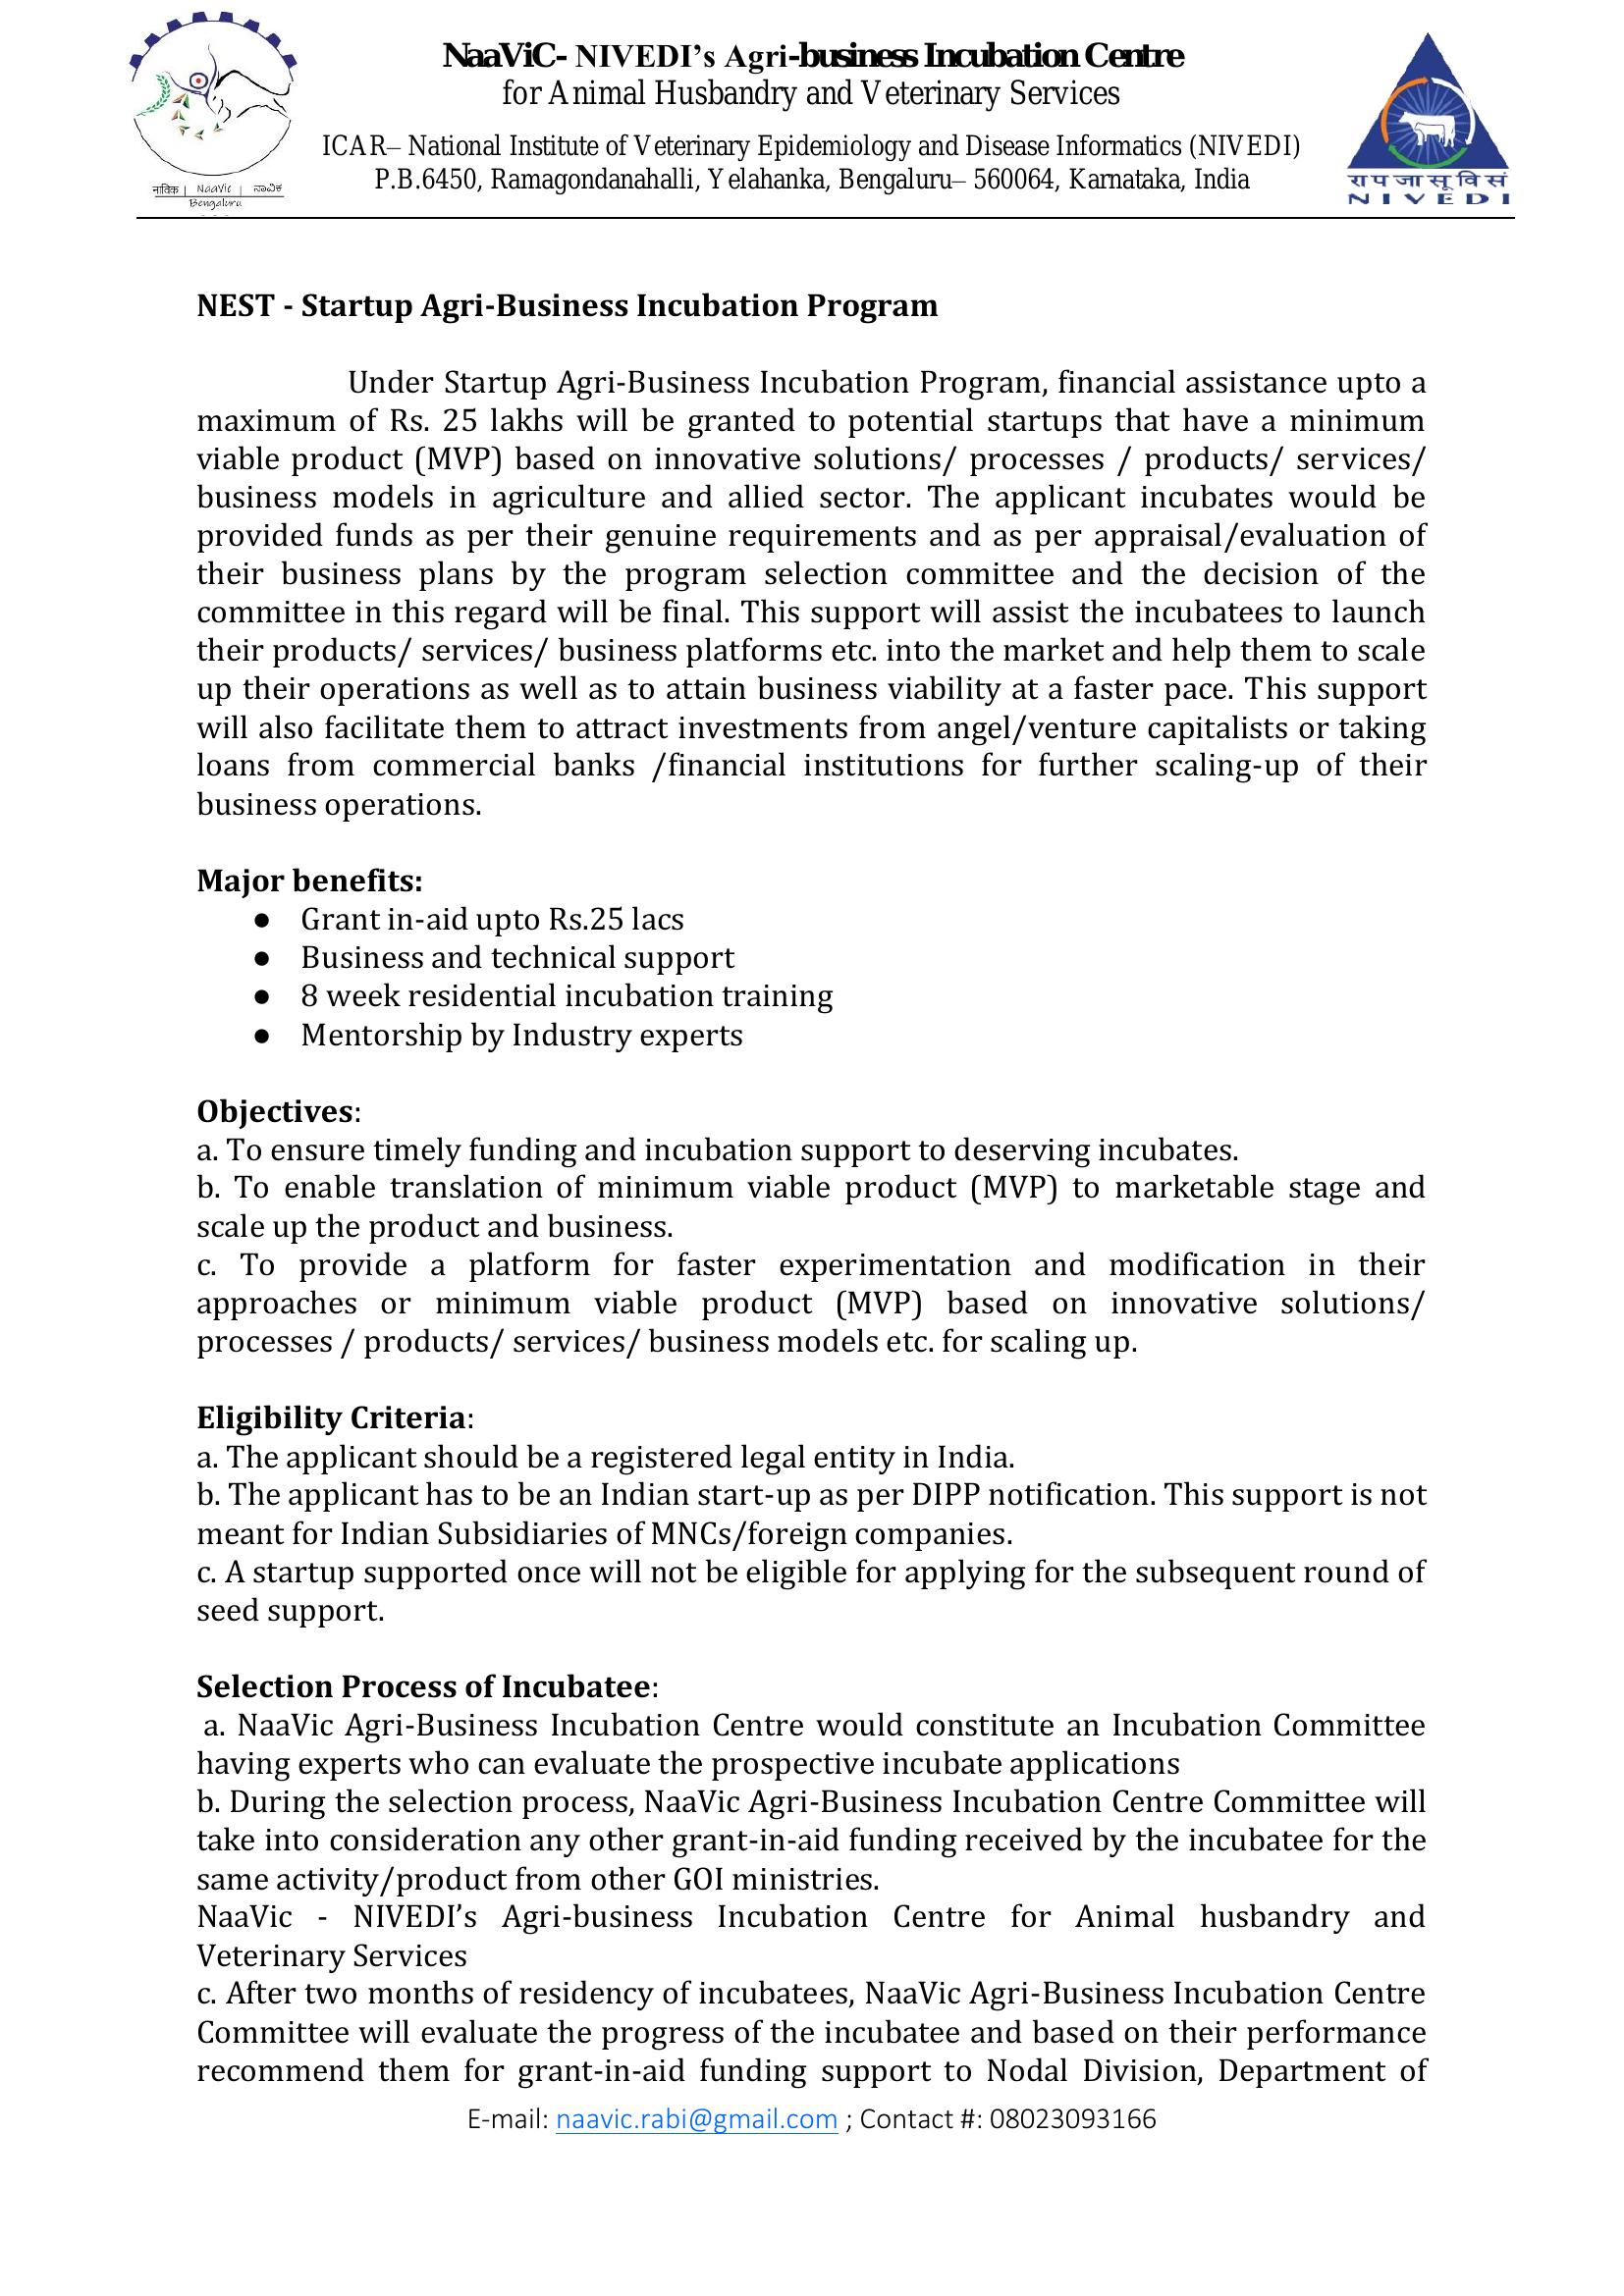 NaaViC- NIVEDI’s Agri-business Incubation Centre
for Animal Husbandry and Veterinary Services
ICAR– National Institute of Veterinary Epidemiology and Disease Informatics (NIVEDI)
P.B.6450, Ramagondanahalli, Yelahanka, Bengaluru– 560064, Karnataka, India
नाविक | NaaVic | ನಾವಿಕ
Bengaluru
रा प जा सू वि सं
NIVEDI
NEST - Startup Agri-Business Incubation Program
Under Startup Agri-Business Incubation Program, financial assistance upto a
maximum of Rs. 25 lakhs will be granted to potential startups that have a minimum
viable product (MVP) based on innovative solutions/ processes / products/ services/
business models in agriculture and allied sector. The applicant incubates would be
provided funds as per their genuine requirements and as per appraisal/evaluation of
their business plans by the program selection committee and the decision of the
committee in this regard will be final. This support will assist the incubatees to launch
their products/ services/ business platforms etc. into the market and help them to scale
up their operations as well as to attain business viability at a faster pace. This support
will also facilitate them to attract investments from angel/venture capitalists or taking
loans from commercial banks /financial institutions for further scaling-up of their
business operations.
Major benefits:
● Grant in-aid upto Rs.25 lacs
● Business and technical support
● 8 week residential incubation training
● Mentorship by Industry experts
Objectives:
a. To ensure timely funding and incubation support to deserving incubates.
b. To enable translation of minimum viable product (MVP) to marketable stage and
scale up the product and business.
c. To provide a platform for faster experimentation and modification in their
approaches or minimum viable product (MVP) based on innovative solutions/
processes / products/ services/ business models etc. for scaling up.
Eligibility Criteria:
a. The applicant should be a registered legal entity in India.
b. The applicant has to be an Indian start-up as per DIPP notification. This support is not
meant for Indian Subsidiaries of MNCs/foreign companies.
c. A startup supported once will not be eligible for applying for the subsequent round of
seed support.
Selection Process of Incubatee:
a. NaaVic Agri-Business Incubation Centre would constitute an Incubation Committee
having experts who can evaluate the prospective incubate applications
b. During the selection process, NaaVic Agri-Business Incubation Centre Committee will
take into consideration any other grant-in-aid funding received by the incubatee for the
same activity/product from other GOI ministries.
NaaVic - NIVEDI’s Agri-business Incubation Centre for Animal husbandry and
Veterinary Services
c. After two months of residency of incubatees, NaaVic Agri-Business Incubation Centre
Committee will evaluate the progress of the incubatee and based on their performance
recommend them for grant-in-aid funding support to Nodal Division, Department of
E-mail: naavic.rabi@gmail.com ; Contact #: 08023093166